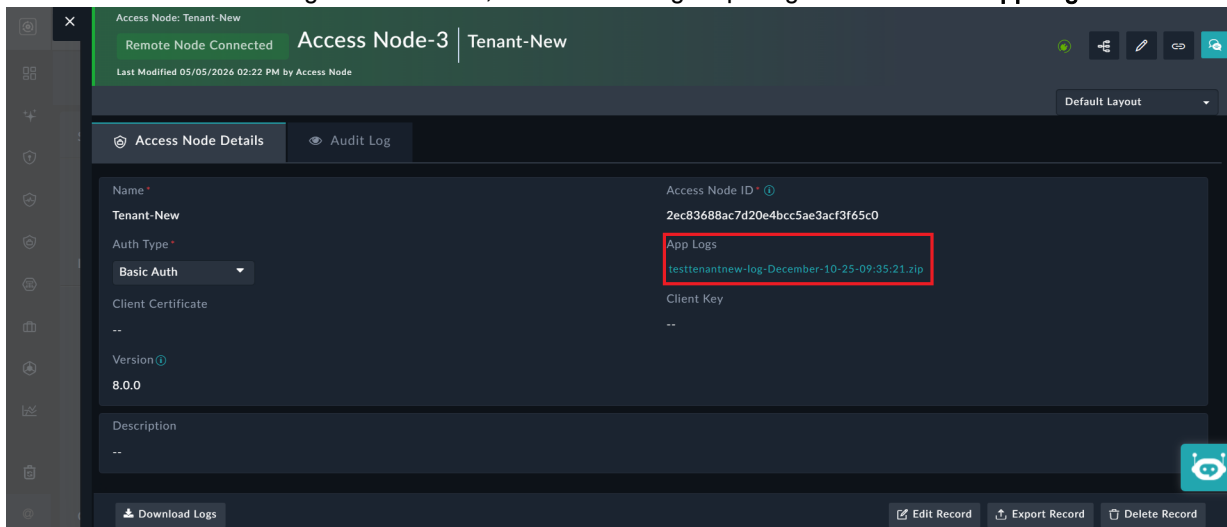 Access Node: Tenant-New
Remote Node Connected Access Node-3 Tenant-New
Last Modified 05/05/2026 02:22 PM by Access Node
Default Layout
Access Node Details Audit Log
Name *
Tenant-New
Access Node ID *
2ec83688ac7d20e4bcc5ae3acf3f65c0
Auth Type *
Basic Auth
App Logs
testtenantnew-log-December-10-25-09:35:21.zip
Client Certificate
--
Client Key
--
Version
8.0.0
Description
--
Download Logs Edit Record Export Record Delete Record